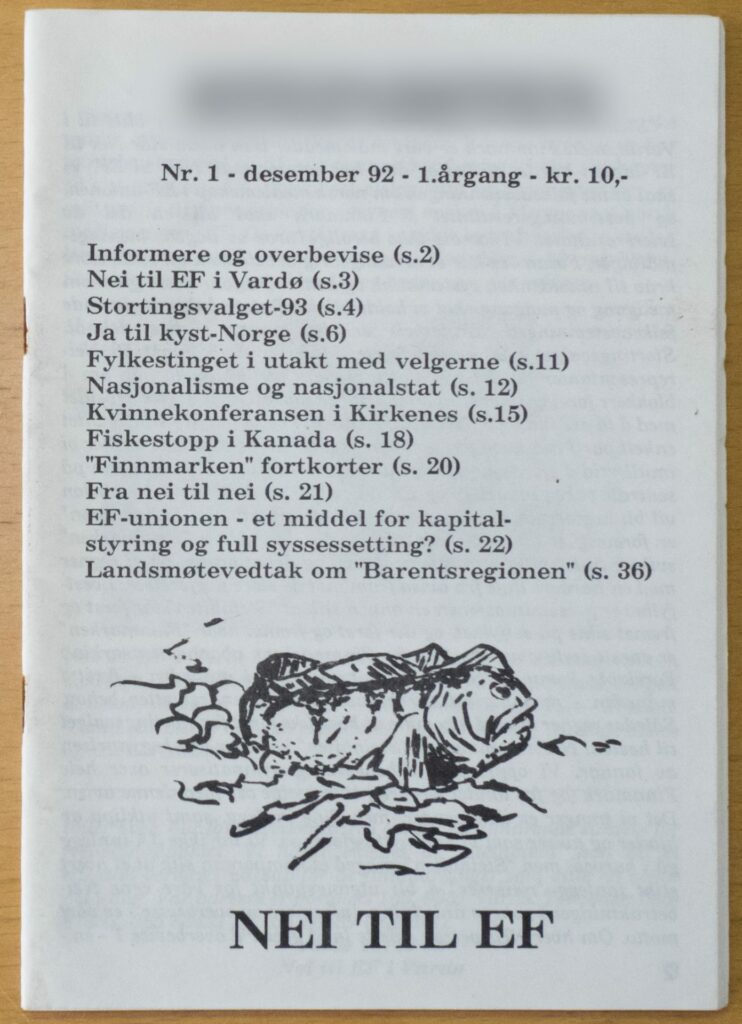 Nr. 1 - desember 92 - 1.årgang - kr. 10,-
Informere og overbevise (s.2)
Nei til EF i Vardø (s.3)
Stortingsvalget-93 (s.4)
Ja til kyst-Norge (s.6)
Fylkestinget i utakt med velgerne (s.11)
Nasjonalisme og nasjonalstat (s. 12)
Kvinnekonferansen i Kirkenes (s.15)
Fiskestopp i Kanada (s. 18)
"Finnmarken" fortkorter (s. 20)
Fra nei til nei (s. 21)
EF-unionen - et middel for kapital-
styring og full syssessetting? (s. 22)
Landsmøtevedtak om "Barentsregionen" (s. 36)
NEI TIL EF